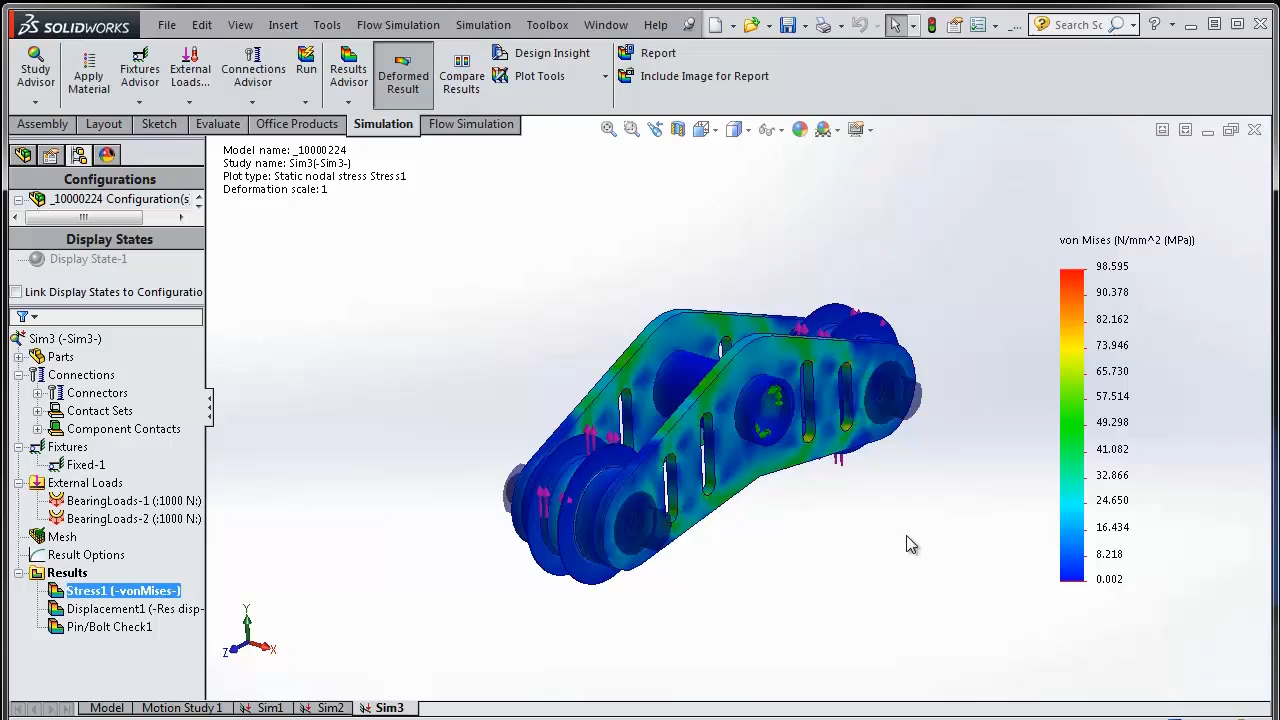 SOLIDWORKS File Edit View Insert Tools Flow Simulation Simulation Toolbox Window Help ... Search Sc
Study Advisor
Apply Material
Fixtures Advisor
External Loads...
Connections Advisor
Run
Results Advisor
Deformed Result
Compare Results
Design Insight
Plot Tools
Report
Include Image for Report
Assembly Layout Sketch Evaluate Office Products Simulation Flow Simulation
Configurations
_10000224 Configuration(s
Display States
Display State-1
Link Display States to Configuratio
Sim3 (-Sim3-)
Parts
Connections
Connectors
Contact Sets
Component Contacts
Fixtures
Fixed-1
External Loads
BearingLoads-1 (:1000 N:)
BearingLoads-2 (:1000 N:)
Mesh
Result Options
Results
Stress1 (-vonMises-)
Displacement1 (-Res disp-
Pin/Bolt Check1
Model name: _10000224
Study name: Sim3(-Sim3-)
Plot type: Static nodal stress Stress1
Deformation scale: 1
von Mises (N/mm^2 (MPa))
98.595
90.378
82.162
73.946
65.730
57.514
49.298
41.082
32.866
24.650
16.434
8.218
0.002
Y
Z X
Model Motion Study 1 Sim1 Sim2 Sim3